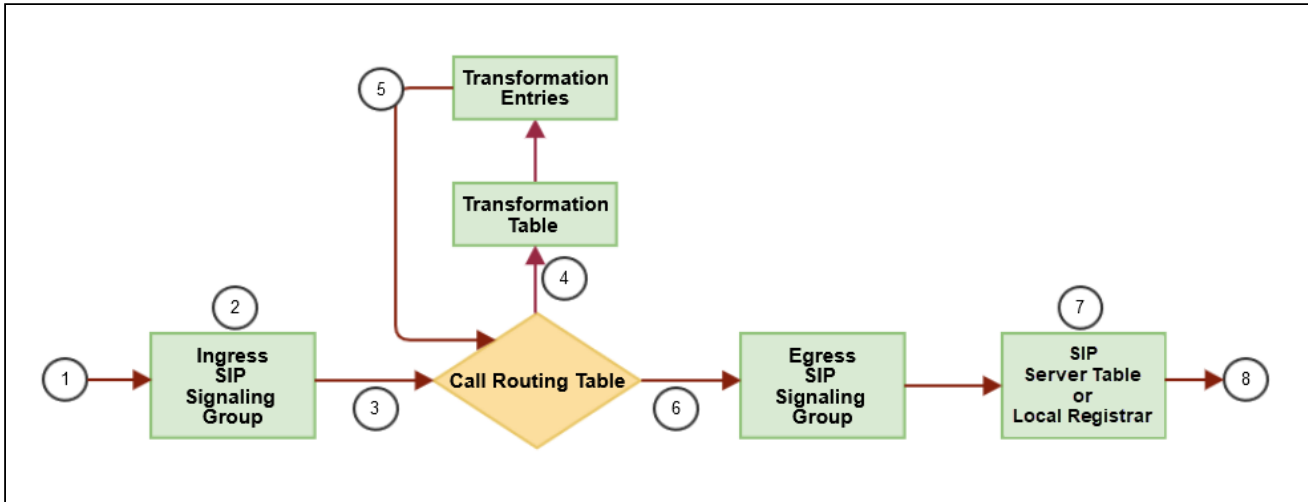 5
Transformation
Entries
Transformation
Table
4
2
7
1
Ingress
SIP
Signaling
Group
3
Call Routing Table
6
Egress
SIP
Signaling
Group
SIP
Server Table
or
Local Registrar
8